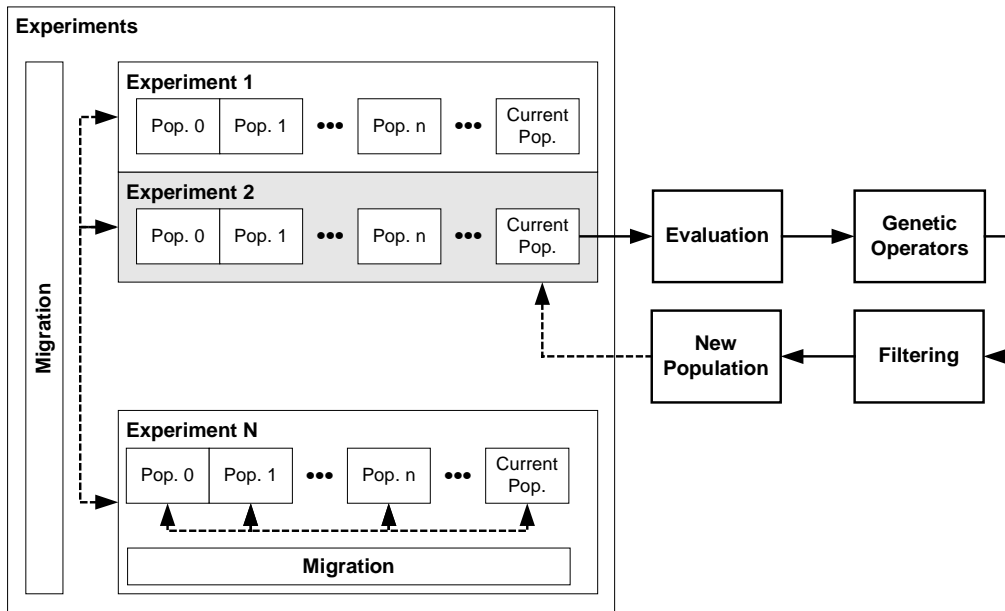 Experiments
Migration
Experiment 1
Pop. 0
Pop. 1
•••
Pop. n
•••
Current
Pop.
Experiment 2
Pop. 0
Pop. 1
•••
Pop. n
•••
Current
Pop.
Evaluation
Genetic
Operators
New
Population
Filtering
Experiment N
Pop. 0
Pop. 1
•••
Pop. n
•••
Current
Pop.
Migration